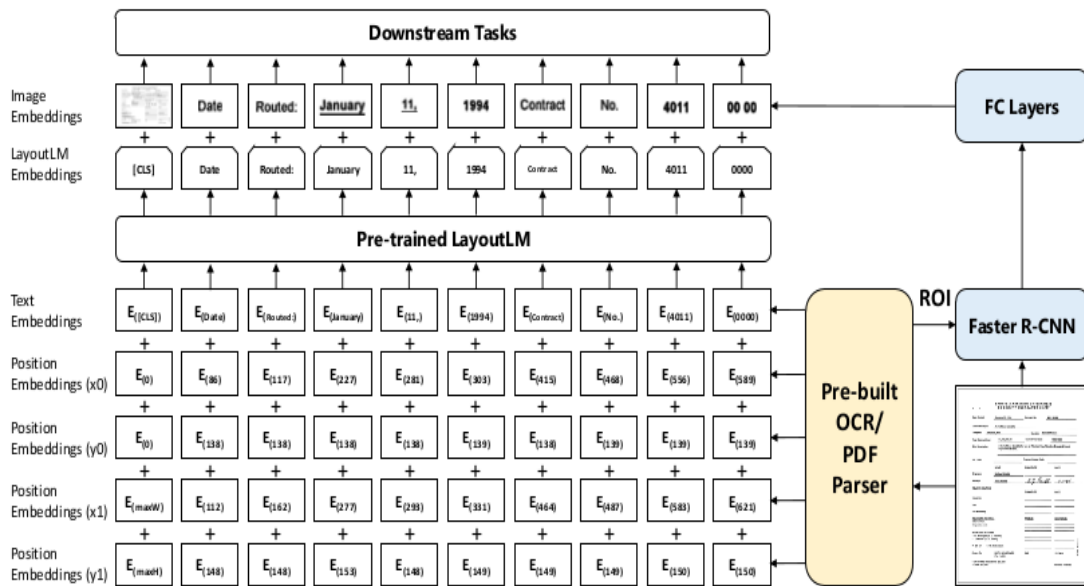 Downstream Tasks
Image Embeddings
Date Routed: January 11, 1994 Contract No. 4011 00 00
FC Layers
+ + + + + + + + + +
LayoutLM Embeddings
[CLS] Date Routed: January 11, 1994 Contract No. 4011 0000
Pre-trained LayoutLM
Text Embeddings
E([CLS]) E(Date) E(Routed:) E(January) E(11,) E(1994) E(Contract) E(No.) E(4011) E(0000)
ROI
Faster R-CNN
+ + + + + + + + + +
Position Embeddings (x0)
E(0) E(86) E(117) E(227) E(281) E(303) E(415) E(468) E(556) E(589)
+ + + + + + + + + +
Position Embeddings (y0)
E(0) E(138) E(138) E(138) E(138) E(139) E(138) E(139) E(139) E(139)
+ + + + + + + + + +
Position Embeddings (x1)
E(maxW) E(112) E(162) E(277) E(293) E(331) E(464) E(487) E(583) E(621)
+ + + + + + + + + +
Position Embeddings (y1)
E(maxH) E(148) E(148) E(153) E(148) E(149) E(149) E(149) E(150) E(150)
Pre-built
OCR/
PDF
Parser